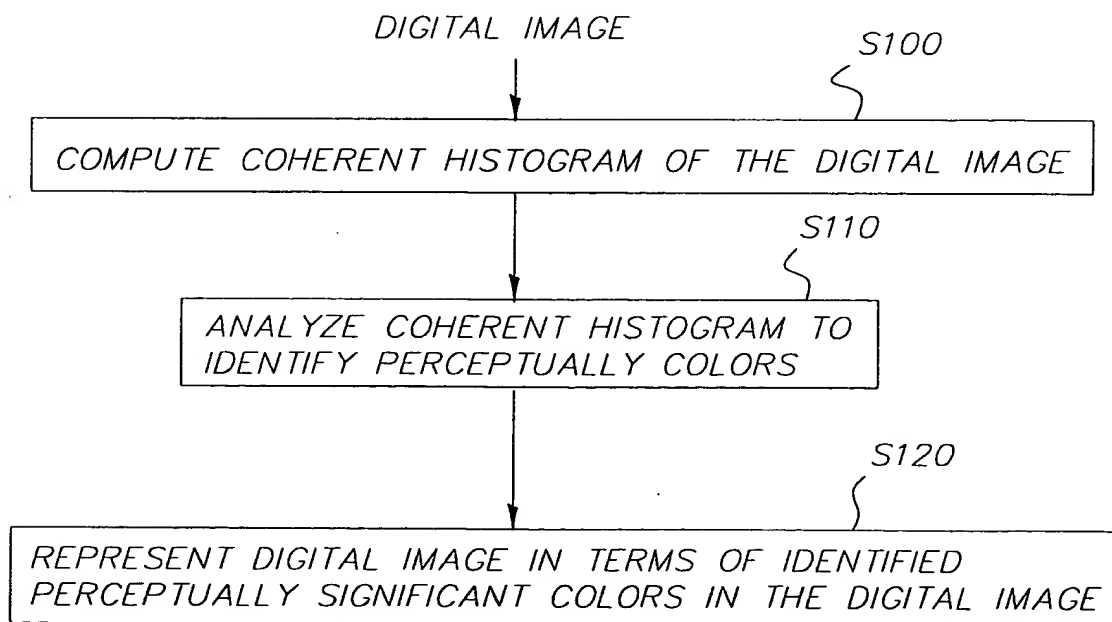 DIGITAL IMAGE
S100
COMPUTE COHERENT HISTOGRAM OF THE DIGITAL IMAGE
S110
ANALYZE COHERENT HISTOGRAM TO
IDENTIFY PERCEPTUALLY COLORS
S120
REPRESENT DIGITAL IMAGE IN TERMS OF IDENTIFIED
PERCEPTUALLY SIGNIFICANT COLORS IN THE DIGITAL IMAGE